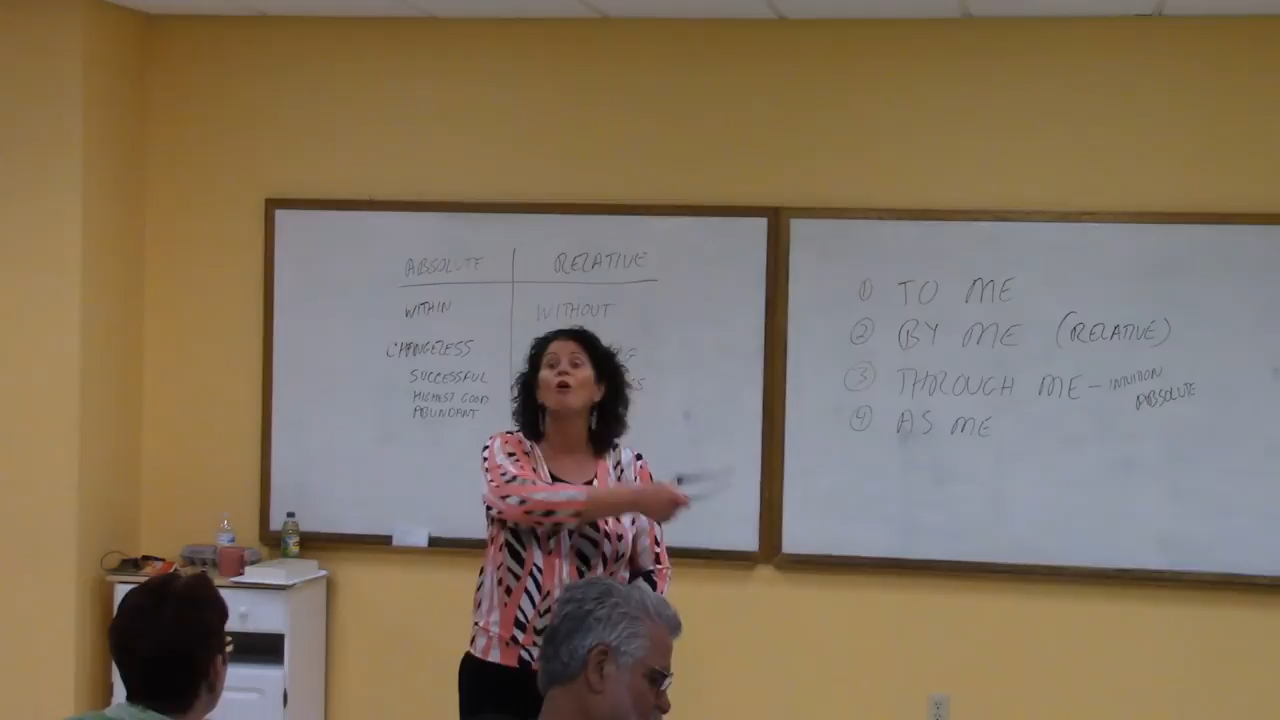 ABSOLUTE RELATIVE
WITHIN WITHOUT
CHANGELESS
SUCCESSFUL
HIGHEST GOOD
ABUNDANT
① TO ME
② BY ME (RELATIVE)
③ THROUGH ME - INTUITION
ABSOLUTE
④ AS ME